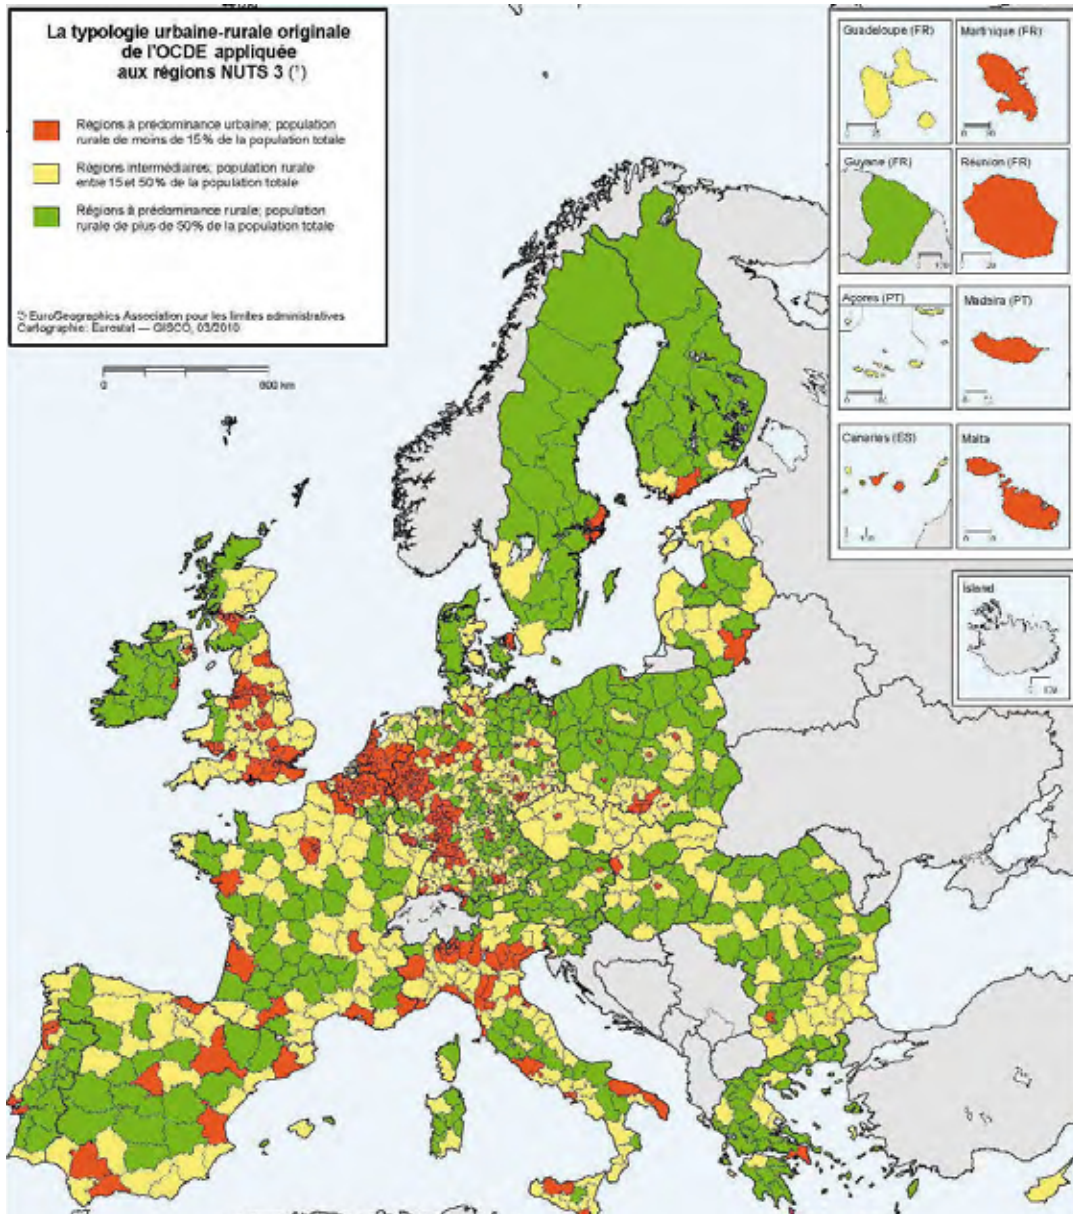 La typologie urbaine-rurale originale
de l'OCDE appliquée
aux régions NUTS 3 (¹)
Régions à prédominance urbaine; population
rurale de moins de 15% de la population totale
Régions intermédiaires; population rurale
entre 15 et 50% de la population totale
Régions à prédominance rurale; population
rurale de plus de 50% de la population totale
© EuroGeographics Association pour les limites administratives
Cartographie: Eurostat — GISCO, 03/2010
0 600 km
Guadeloupe (FR)
Martinique (FR)
Guyane (FR)
Réunion (FR)
Açores (PT)
Madeira (PT)
Canarias (ES)
Malta
Island